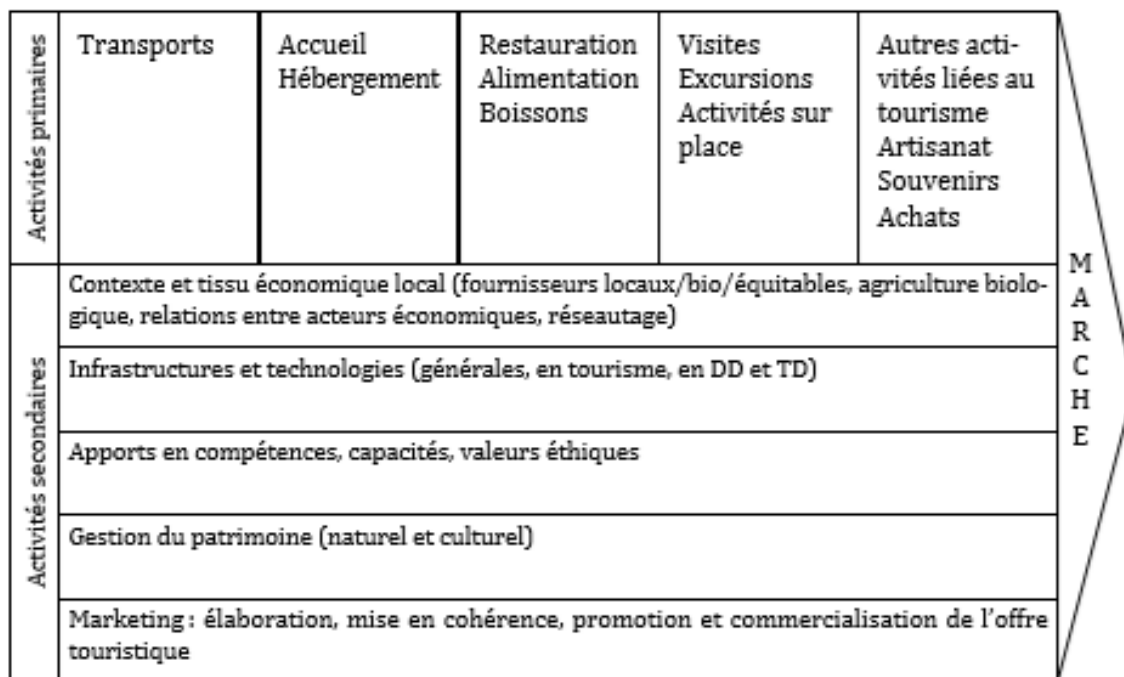 Activités primaires
Transports
Accueil
Hébergement
Restauration
Alimentation
Boissons
Visites
Excursions
Activités sur
place
Autres acti-
vités liées au
tourisme
Artisanat
Souvenirs
Achats
Activités secondaires
Contexte et tissu économique local (fournisseurs locaux/bio/équitables, agriculture biolo-
gique, relations entre acteurs économiques, réseautage)
Infrastructures et technologies (générales, en tourisme, en DD et TD)
Apports en compétences, capacités, valeurs éthiques
Gestion du patrimoine (naturel et culturel)
Marketing : élaboration, mise en cohérence, promotion et commercialisation de l'offre
touristique
M
A
R
C
H
E